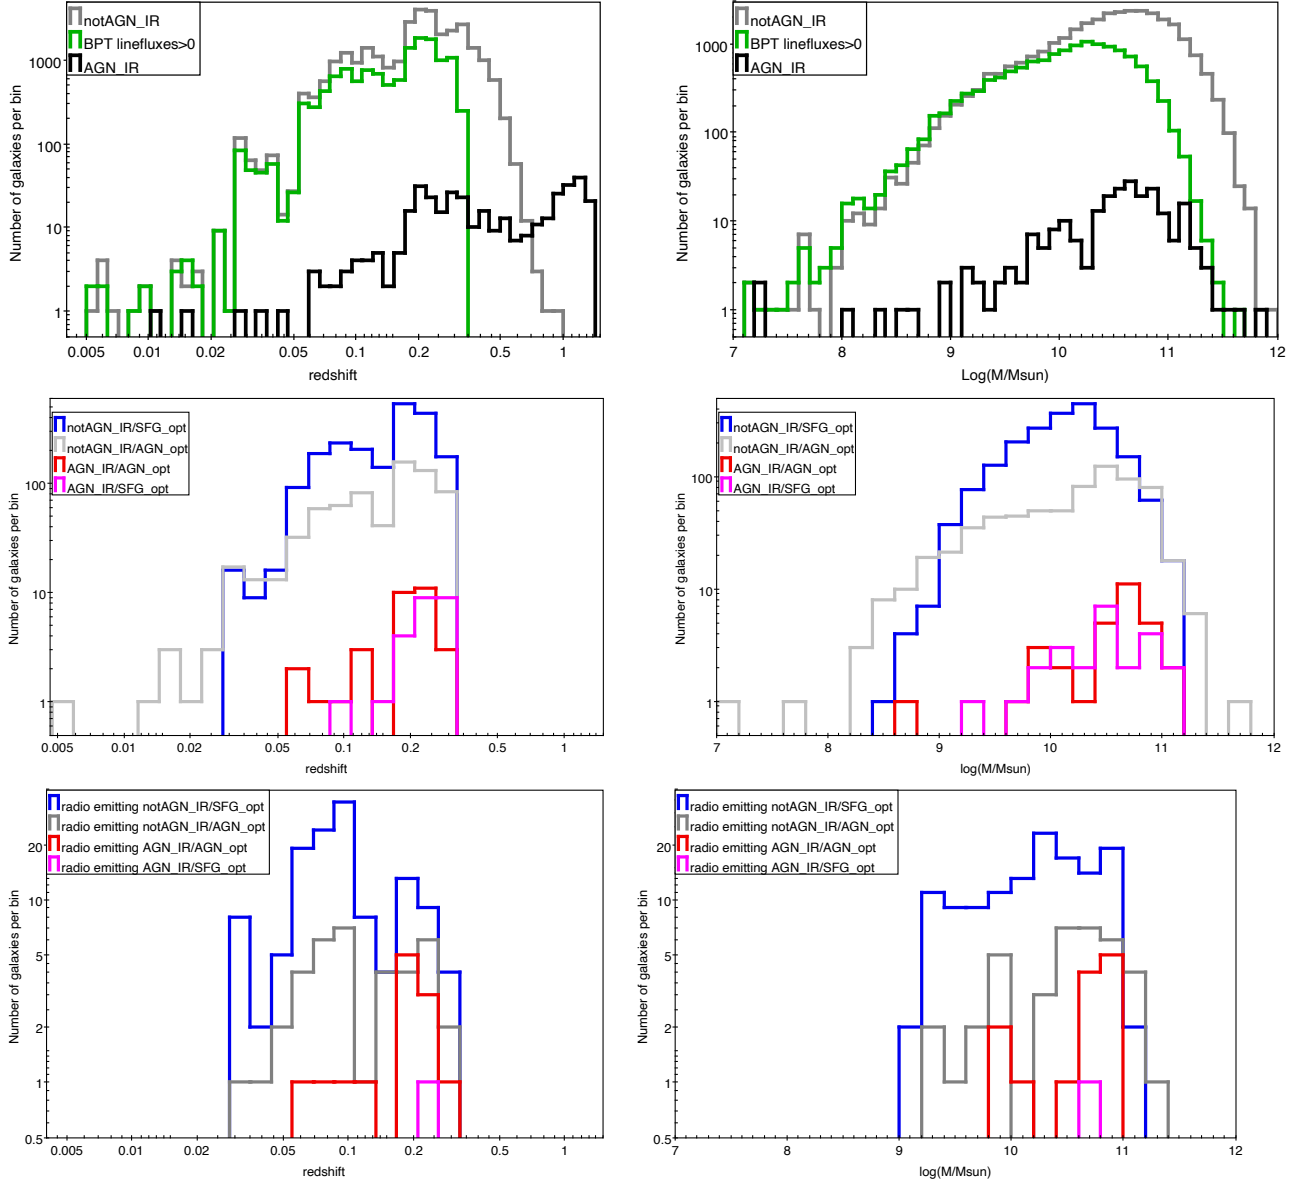 notAGN_IR
BPT linefluxes>0
AGN_IR
Number of galaxies per bin
1000
100
10
1
0.005 0.01 0.02 0.05 0.1 0.2 0.5 1
redshift
notAGN_IR
BPT linefluxes>0
AGN_IR
Number of galaxies per bin
1000
100
10
1
7 8 9 10 11 12
Log(M/Msun)
notAGN_IR/SFG_opt
notAGN_IR/AGN_opt
AGN_IR/AGN_opt
AGN_IR/SFG_opt
Number of galaxies per bin
100
10
1
0.005 0.01 0.02 0.05 0.1 0.2 0.5 1
redshift
notAGN_IR/SFG_opt
notAGN_IR/AGN_opt
AGN_IR/AGN_opt
AGN_IR/SFG_opt
Number of galaxies per bin
100
10
1
7 8 9 10 11 12
log(M/Msun)
radio emitting notAGN_IR/SFG_opt
radio emitting notAGN_IR/AGN_opt
radio emitting AGN_IR/AGN_opt
radio emitting AGN_IR/SFG_opt
Number of galaxies per bin
20
10
5
2
1
0.5
0.005 0.01 0.02 0.05 0.1 0.2 0.5 1
redshift
radio emitting notAGN_IR/SFG_opt
radio emitting notAGN_IR/AGN_opt
radio emitting AGN_IR/AGN_opt
radio emitting AGN_IR/SFG_opt
Number of galaxies per bin
20
10
5
2
1
0.5
7 8 9 10 11 12
log(M/Msun)